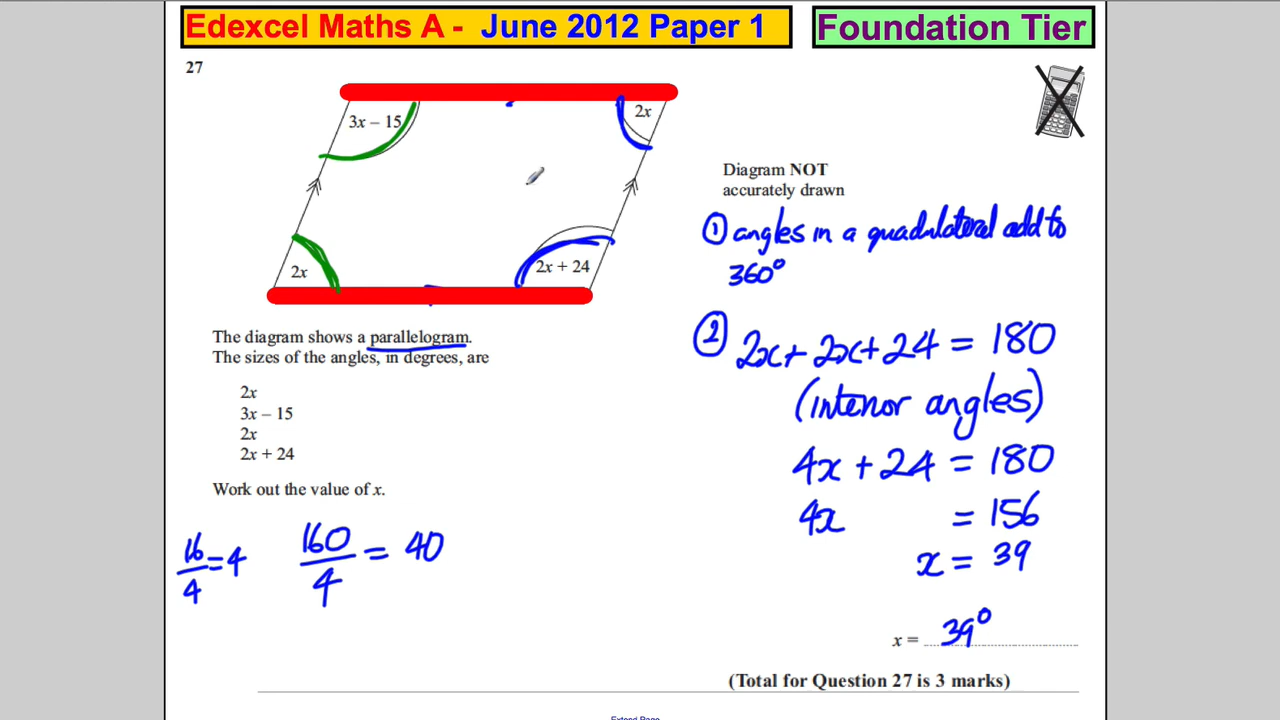 Edexcel Maths A - June 2012 Paper 1
Foundation Tier
27
3x – 15
2x
2x
2x + 24
Diagram NOT
accurately drawn
① angles in a quadrilateral add to
360°
② 2x + 2x + 24 = 180
(interior angles)
4x + 24 = 180
4x = 156
x = 39
The diagram shows a parallelogram.
The sizes of the angles, in degrees, are
2x
3x – 15
2x
2x + 24
Work out the value of x.
16/4 = 4 160/4 = 40
x = 39°
(Total for Question 27 is 3 marks)
Extend Page